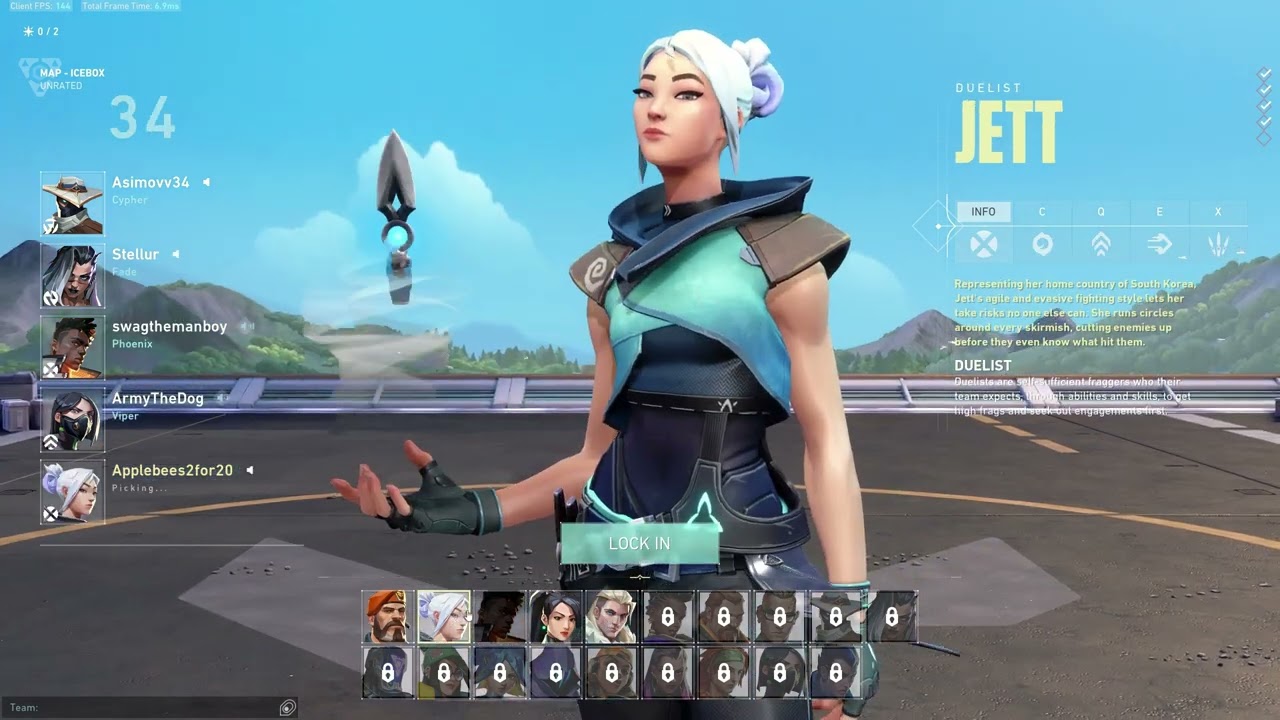 Client FPS: 144 Total Frame Time: 6.9ms
0 / 2
MAP - ICEBOX
UNRATED
34
Asimovv34
Cypher
Stellur
Fade
swagthemanboy
Phoenix
ArmyTheDog
Viper
Applebees2for20
Picking...
DUELIST
JETT
INFO C Q E X
Representing her home country of South Korea,
Jett's agile and evasive fighting style lets her
take risks no one else can. She runs circles
around every skirmish, cutting enemies up
before they even know what hit them.
DUELIST
Duelists are self-sufficient fraggers who their
team expects, through abilities and skills, to get
high frags and seek out engagements first.
LOCK IN
Team: